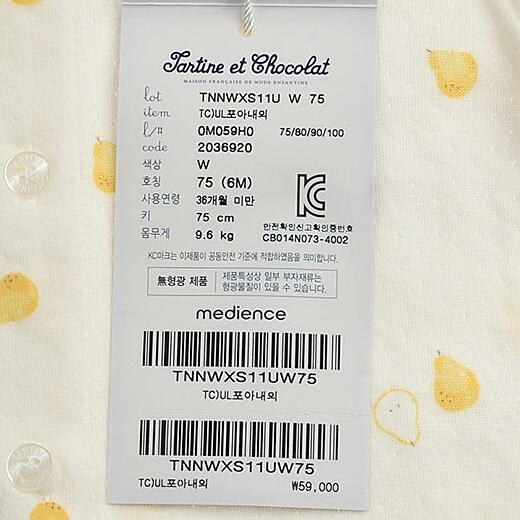 Tartine et Chocolat
MAISON FRANÇAISE DE MODE ENFANTINE
lot TNNWXS11U W 75
item TC)UL포아내의
l/# 0M059H0 75/80/90/100
code 2036920
색상 W
호칭 75 (6M)
사용연령 36개월 미만
키 75 cm
몸무게 9.6 kg
안전확인신고확인증번호
CB014N073-4002
KC마크는 이제품이 공통안전 기준에 적합하였음을 의미합니다.
無형광 제품
제품특성상 일부 부자재류는
형광물질이 있을 수 있습니다.
medience
TNNWXS11UW75
TC)UL포아내의
TNNWXS11UW75
TC)UL포아내의 ₩59,000